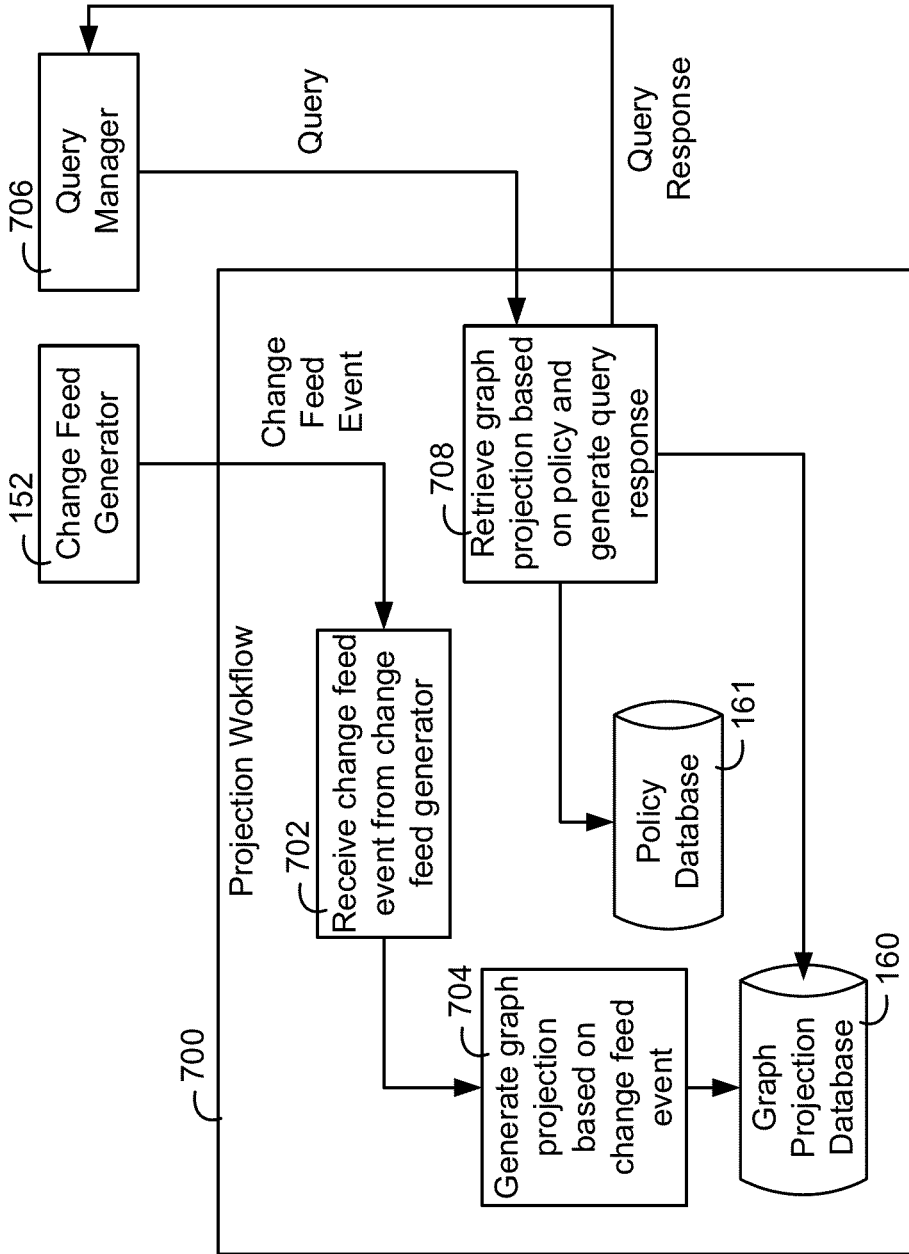 706
Query
Manager
152
Change Feed
Generator
Query
Query
Response
Change
Feed
Event
700
Projection Wokflow
702
Receive change feed
event from change
feed generator
708
Retrieve graph
projection based
on policy and
generate query
response
704
Generate graph
projection
based on
change feed
event
Policy
Database
161
Graph
Projection
Database
160